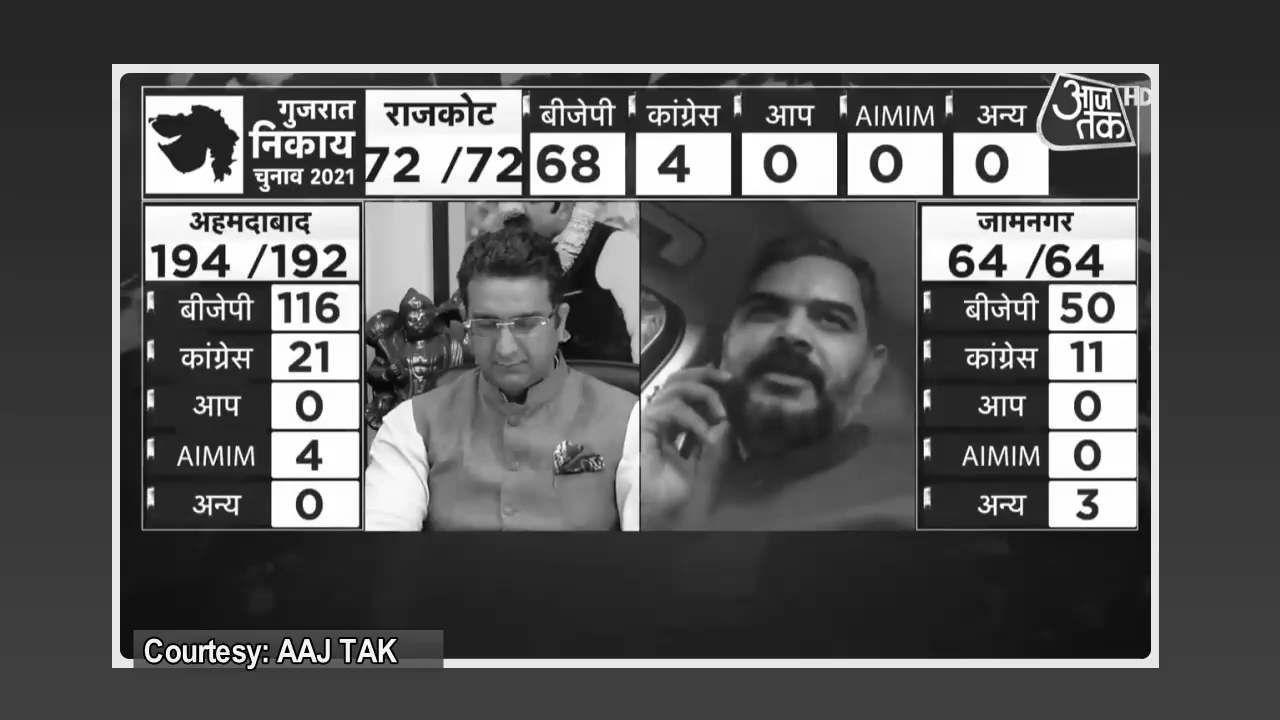 गुजरात
निकाय
चुनाव 2021
राजकोट
72 /72
बीजेपी
68
कांग्रेस
4
आप
0
AIMIM
0
अन्य
0
आज तक
HD
अहमदाबाद
194 /192
बीजेपी 116
कांग्रेस 21
आप 0
AIMIM 4
अन्य 0
जामनगर
64 /64
बीजेपी 50
कांग्रेस 11
आप 0
AIMIM 0
अन्य 3
Courtesy: AAJ TAK